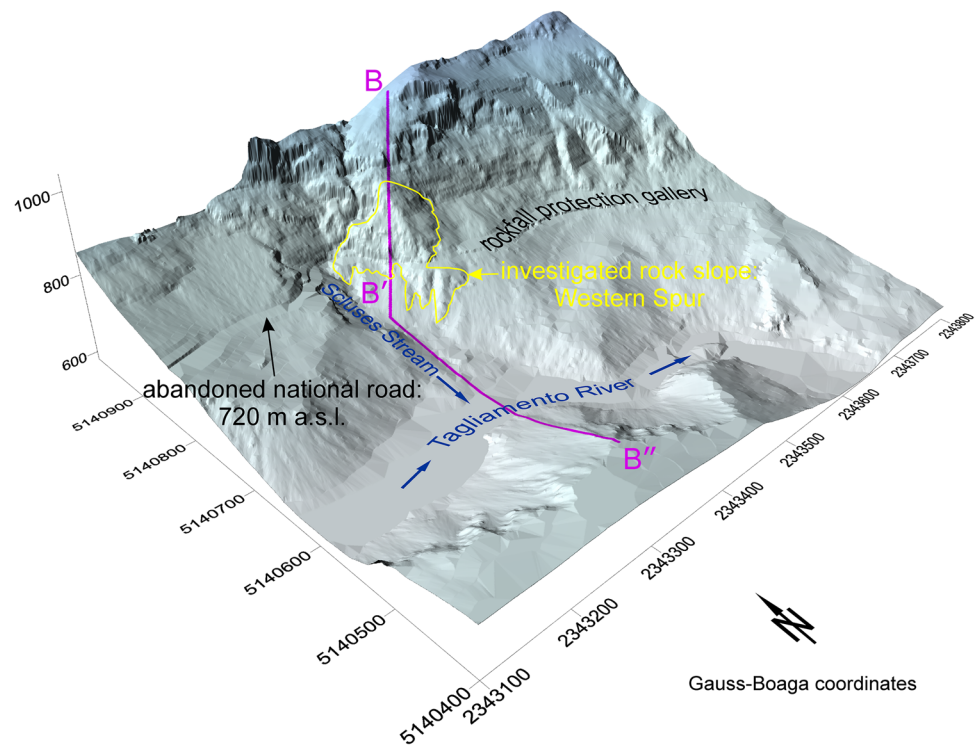 B
1000
800
600
rockfall protection gallery
investigated rock slope:
Western Spur
B′
Scluses Stream
abandoned national road:
720 m a.s.l.
Tagliamento River
B″
5140900
5140800
5140700
5140600
5140500
5140400
2343100
2343200
2343300
2343400
2343500
2343600
2343700
2343800
N
Gauss-Boaga coordinates